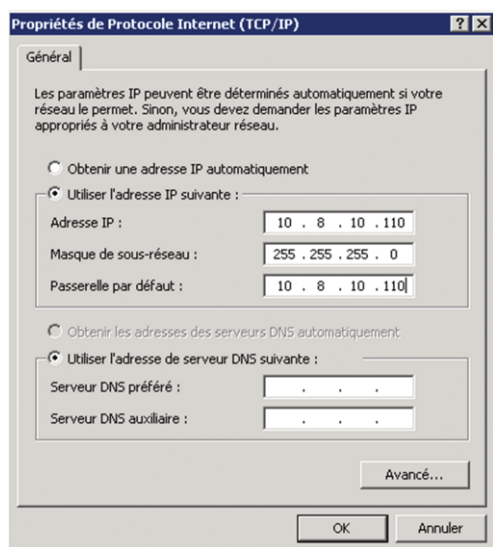 Propriétés de Protocole Internet (TCP/IP)
Général
Les paramètres IP peuvent être déterminés automatiquement si votre
réseau le permet. Sinon, vous devez demander les paramètres IP
appropriés à votre administrateur réseau.
Obtenir une adresse IP automatiquement
Utiliser l'adresse IP suivante :
Adresse IP : 10 . 8 . 10 . 110
Masque de sous-réseau : 255 . 255 . 255 . 0
Passerelle par défaut : 10 . 8 . 10 . 110
Obtenir les adresses des serveurs DNS automatiquement
Utiliser l'adresse de serveur DNS suivante :
Serveur DNS préféré : . . .
Serveur DNS auxiliaire : . . .
Avancé...
OK Annuler